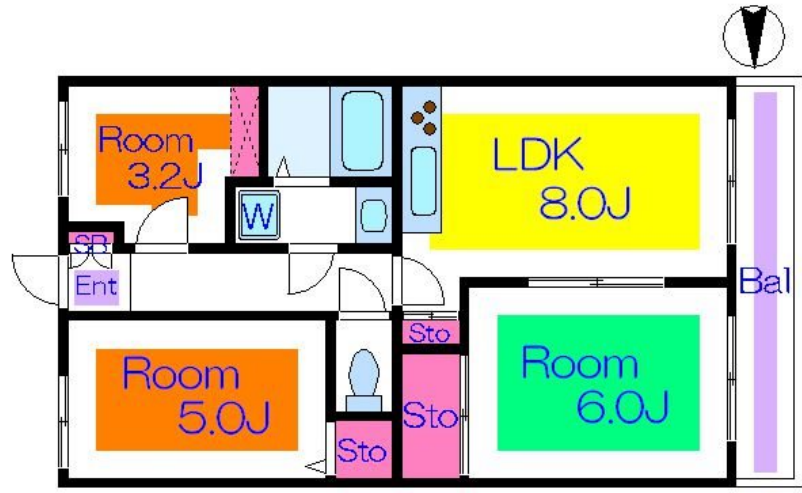 Room
3.2J
LDK
8.0J
W
SB
Ent
Bal
Sto
Room
5.0J
Sto
Sto
Room
6.0J